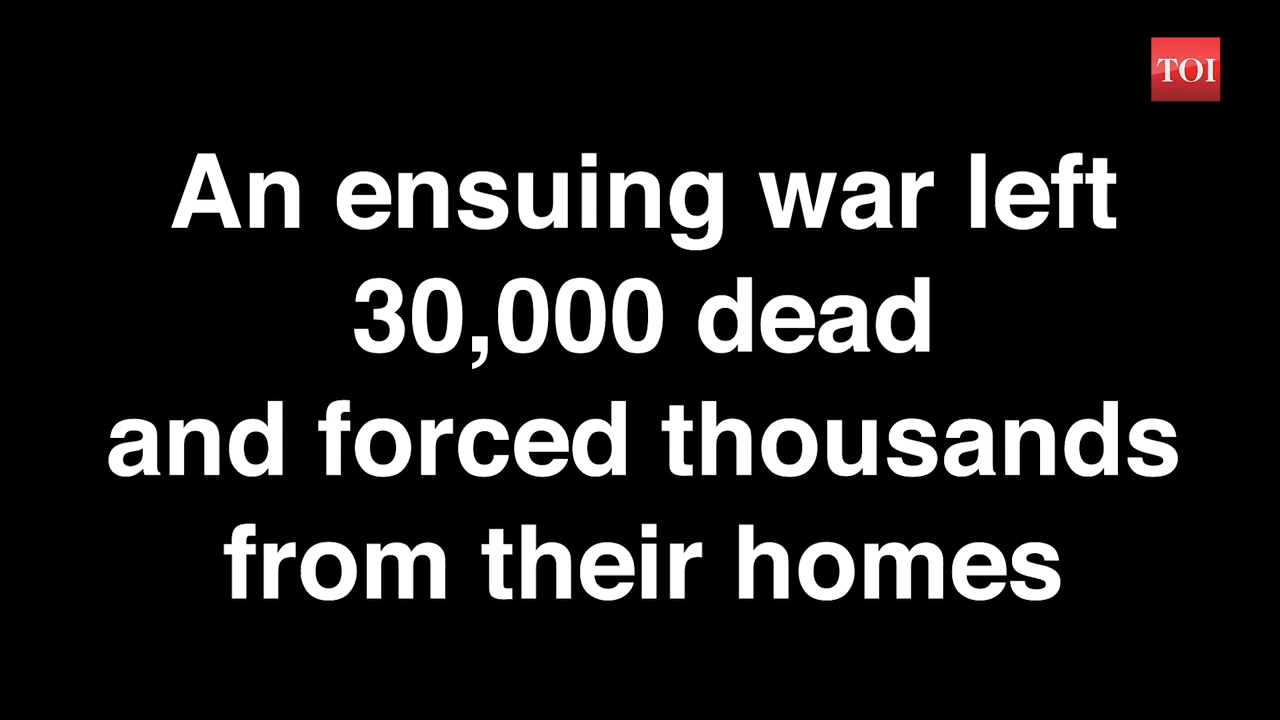 TOI
An ensuing war left
30,000 dead
and forced thousands
from their homes